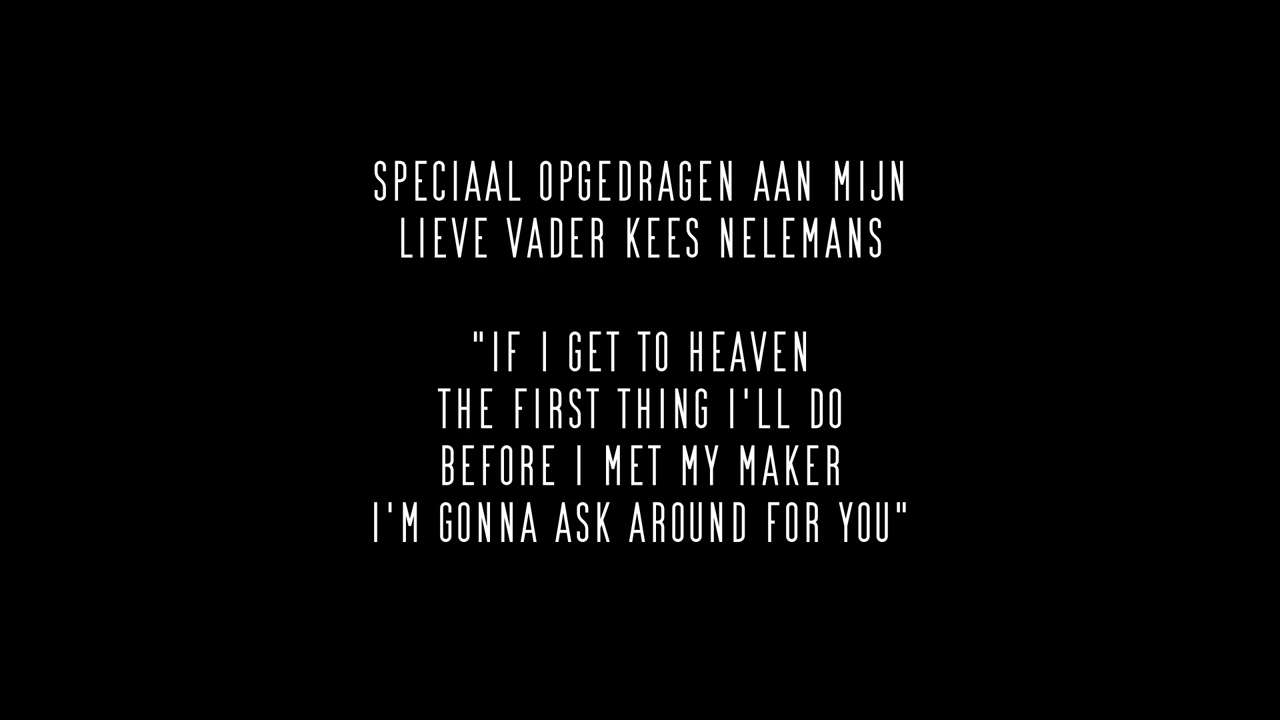 SPECIAAL OPGEDRAGEN AAN MIJN
LIEVE VADER KEES NELEMANS
"IF I GET TO HEAVEN
THE FIRST THING I'LL DO
BEFORE I MET MY MAKER
I'M GONNA ASK AROUND FOR YOU"